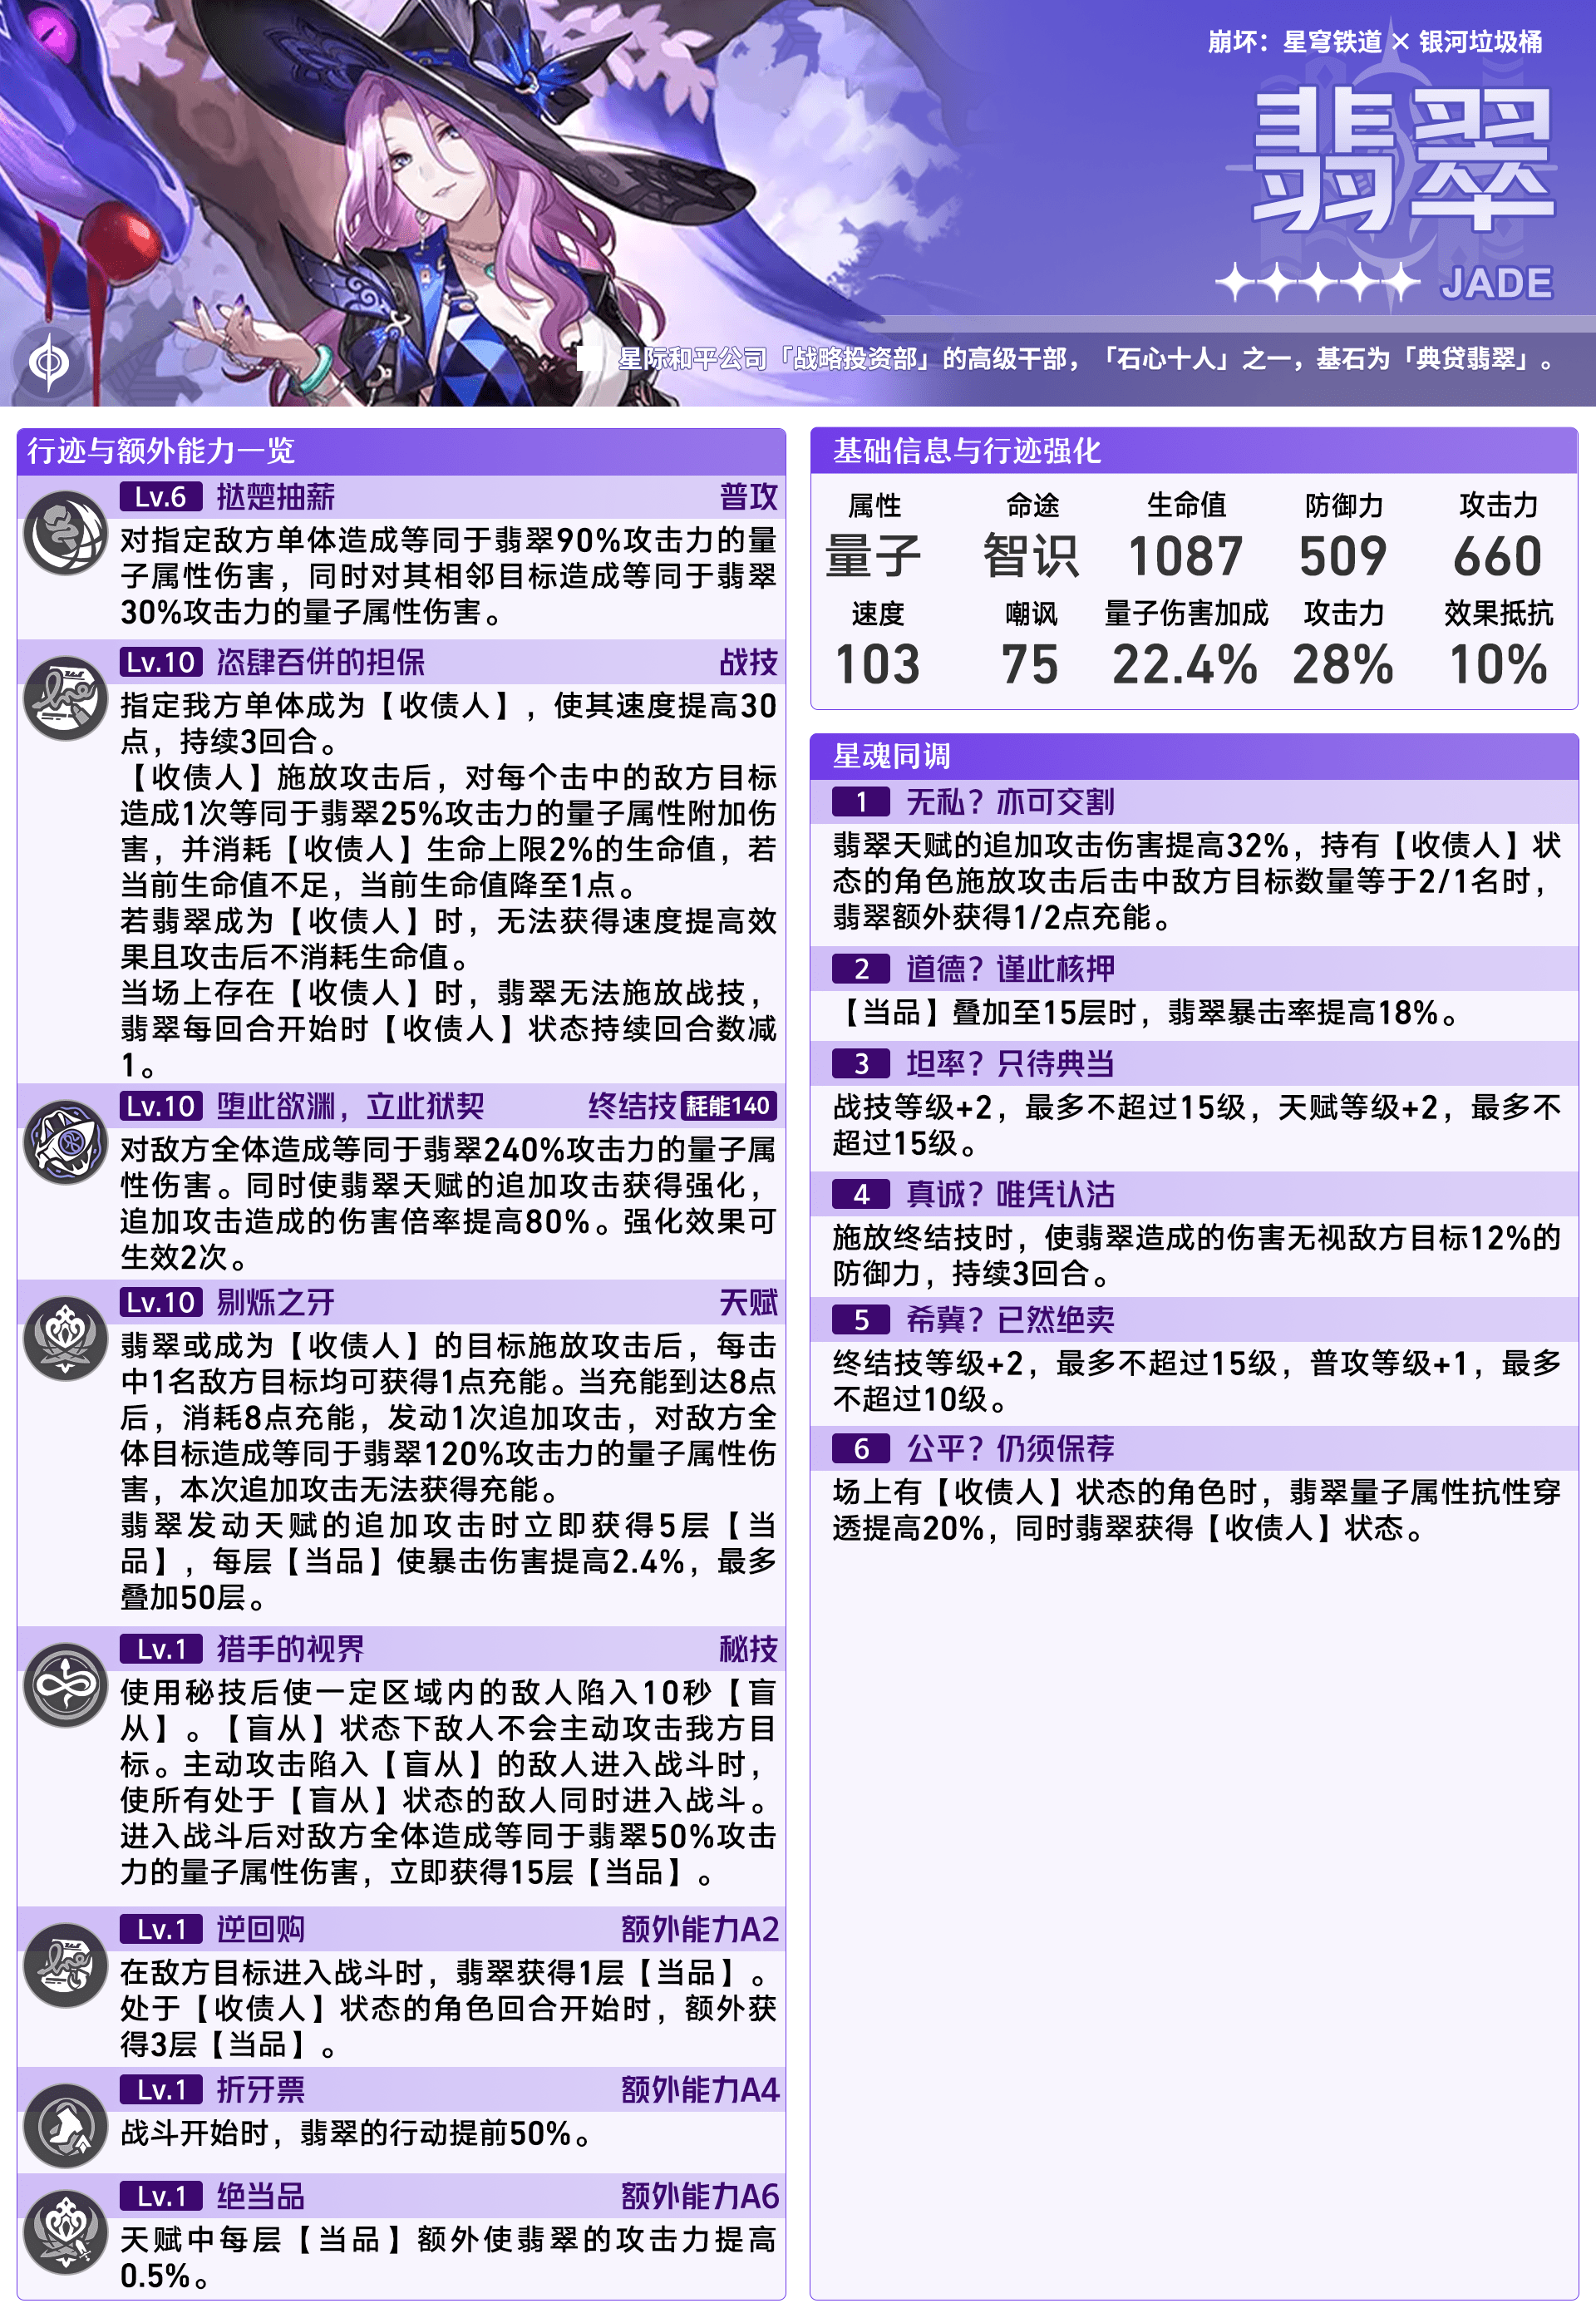 崩坏：星穹铁道 × 银河垃圾桶
翡翠
JADE
星际和平公司「战略投资部」的高级干部，「石心十人」之一，基石为「典贷翡翠」。
行迹与额外能力一览
Lv.6 挞楚抽薪 普攻
对指定敌方单体造成等同于翡翠90%攻击力的量
子属性伤害，同时对其相邻目标造成等同于翡翠
30%攻击力的量子属性伤害。
Lv.10 恣肆吞併的担保 战技
指定我方单体成为【收债人】，使其速度提高30
点，持续3回合。
【收债人】施放攻击后，对每个击中的敌方目标
造成1次等同于翡翠25%攻击力的量子属性附加伤
害，并消耗【收债人】生命上限2%的生命值，若
当前生命值不足，当前生命值降至1点。
若翡翠成为【收债人】时，无法获得速度提高效
果且攻击后不消耗生命值。
当场上存在【收债人】时，翡翠无法施放战技，
翡翠每回合开始时【收债人】状态持续回合数减
1。
Lv.10 堕此欲渊，立此狱契 终结技 耗能140
对敌方全体造成等同于翡翠240%攻击力的量子属
性伤害。同时使翡翠天赋的追加攻击获得强化，
追加攻击造成的伤害倍率提高80%。强化效果可
生效2次。
Lv.10 剔烁之牙 天赋
翡翠或成为【收债人】的目标施放攻击后，每击
中1名敌方目标均可获得1点充能。当充能到达8点
后，消耗8点充能，发动1次追加攻击，对敌方全
体目标造成等同于翡翠120%攻击力的量子属性伤
害，本次追加攻击无法获得充能。
翡翠发动天赋的追加攻击时立即获得5层【当
品】，每层【当品】使暴击伤害提高2.4%，最多
叠加50层。
Lv.1 猎手的视界 秘技
使用秘技后使一定区域内的敌人陷入10秒【盲
从】。【盲从】状态下敌人不会主动攻击我方目
标。主动攻击陷入【盲从】的敌人进入战斗时，
使所有处于【盲从】状态的敌人同时进入战斗。
进入战斗后对敌方全体造成等同于翡翠50%攻击
力的量子属性伤害，立即获得15层【当品】。
Lv.1 逆回购 额外能力A2
在敌方目标进入战斗时，翡翠获得1层【当品】。
处于【收债人】状态的角色回合开始时，额外获
得3层【当品】。
Lv.1 折牙票 额外能力A4
战斗开始时，翡翠的行动提前50%。
Lv.1 绝当品 额外能力A6
天赋中每层【当品】额外使翡翠的攻击力提高
0.5%。
基础信息与行迹强化
属性 命途 生命值 防御力 攻击力
量子 智识 1087 509 660
速度 嘲讽 量子伤害加成 攻击力 效果抵抗
103 75 22.4% 28% 10%
星魂同调
1 无私？亦可交割
翡翠天赋的追加攻击伤害提高32%，持有【收债人】状
态的角色施放攻击后击中敌方目标数量等于2/1名时，
翡翠额外获得1/2点充能。
2 道德？谨此核押
【当品】叠加至15层时，翡翠暴击率提高18%。
3 坦率？只待典当
战技等级+2，最多不超过15级，天赋等级+2，最多不
超过15级。
4 真诚？唯凭认沽
施放终结技时，使翡翠造成的伤害无视敌方目标12%的
防御力，持续3回合。
5 希冀？已然绝卖
终结技等级+2，最多不超过15级，普攻等级+1，最多
不超过10级。
6 公平？仍须保荐
场上有【收债人】状态的角色时，翡翠量子属性抗性穿
透提高20%，同时翡翠获得【收债人】状态。